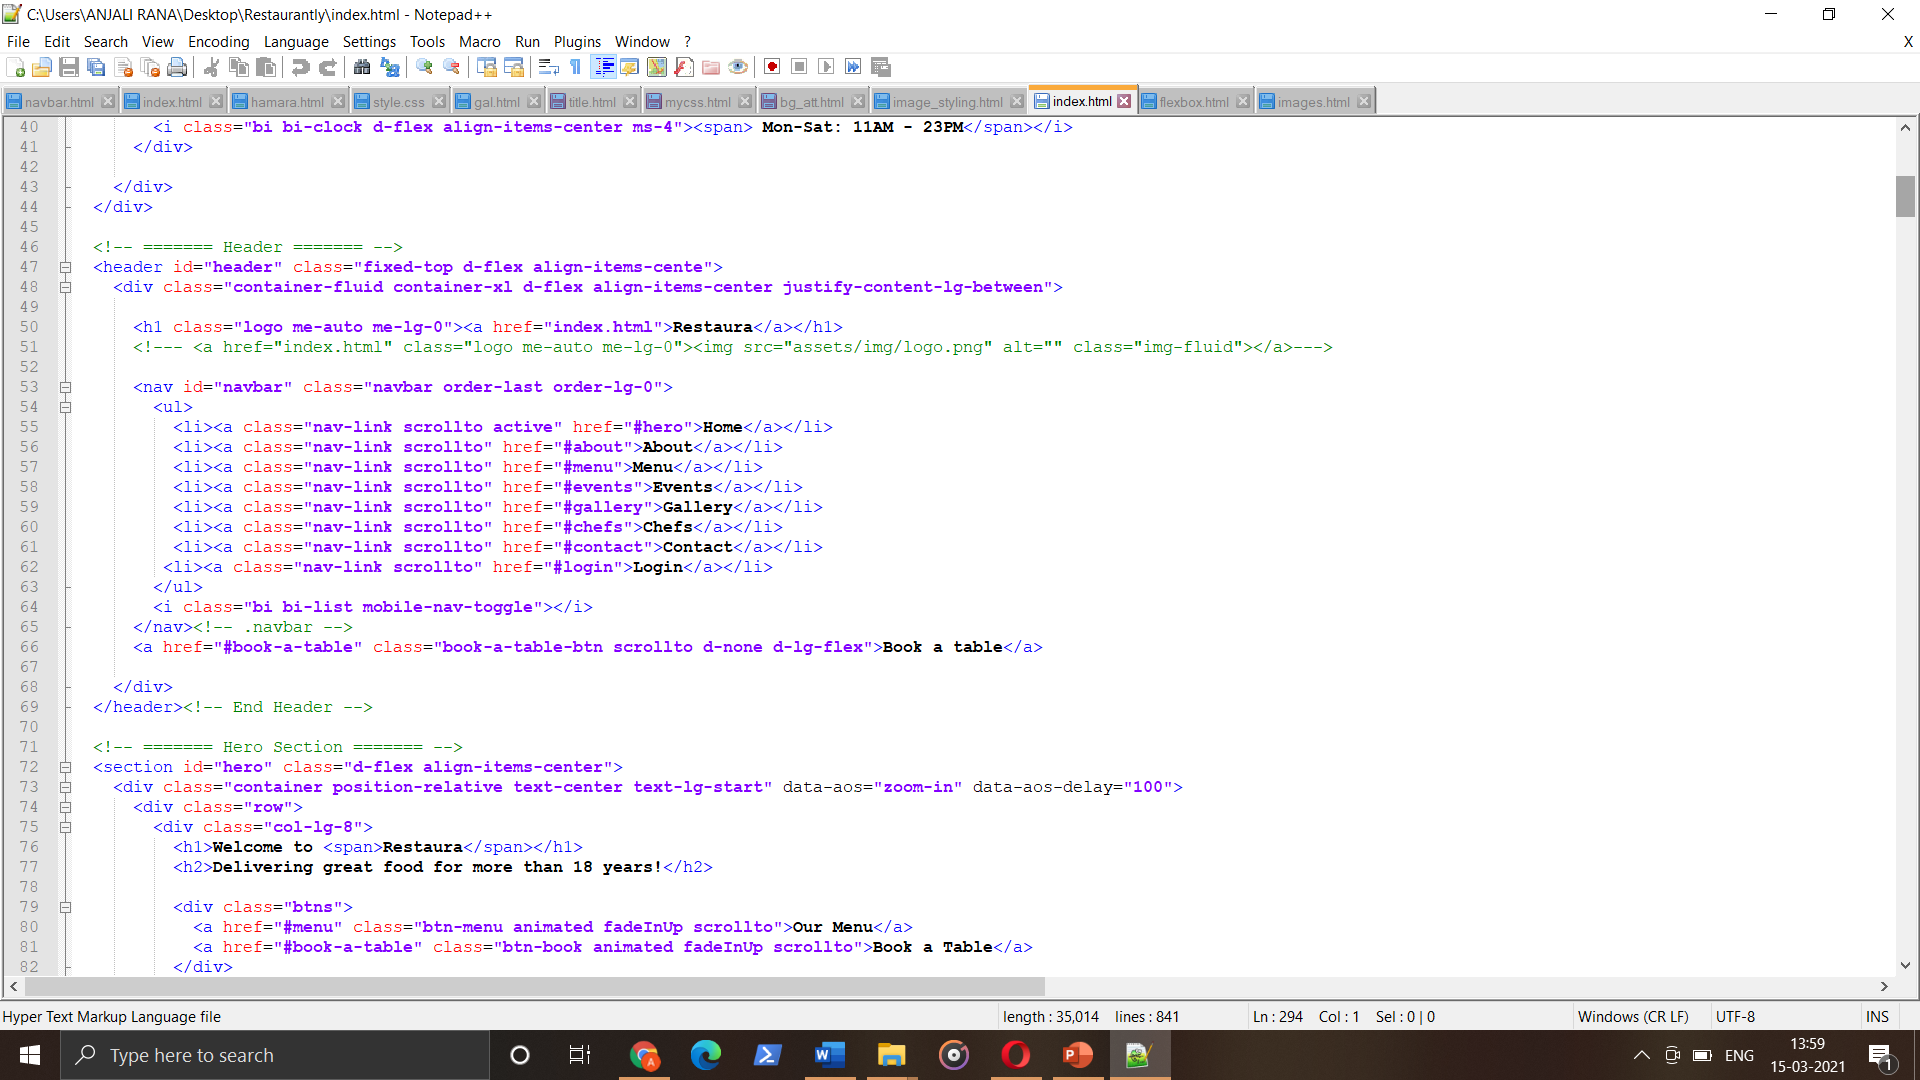 C:\Users\ANJALI RANA\Desktop\Restaurantly\index.html - Notepad++
File Edit Search View Encoding Language Settings Tools Macro Run Plugins Window ? X
navbar.html index.html hamara.html style.css gal.html title.html mycss.html bg_att.html image_styling.html index.html flexbox.html images.html
40 <i class="bi bi-clock d-flex align-items-center ms-4"><span> Mon-Sat: 11AM - 23PM</span></i>
41 </div>
42
43 </div>
44 </div>
45
46 <!-- ======= Header ======= -->
47 <header id="header" class="fixed-top d-flex align-items-cente">
48 <div class="container-fluid container-xl d-flex align-items-center justify-content-lg-between">
49
50 <h1 class="logo me-auto me-lg-0"><a href="index.html">Restaura</a></h1>
51 <!--- <a href="index.html" class="logo me-auto me-lg-0"><img src="assets/img/logo.png" alt="" class="img-fluid"></a>--->
52
53 <nav id="navbar" class="navbar order-last order-lg-0">
54 <ul>
55 <li><a class="nav-link scrollto active" href="#hero">Home</a></li>
56 <li><a class="nav-link scrollto" href="#about">About</a></li>
57 <li><a class="nav-link scrollto" href="#menu">Menu</a></li>
58 <li><a class="nav-link scrollto" href="#events">Events</a></li>
59 <li><a class="nav-link scrollto" href="#gallery">Gallery</a></li>
60 <li><a class="nav-link scrollto" href="#chefs">Chefs</a></li>
61 <li><a class="nav-link scrollto" href="#contact">Contact</a></li>
62 <li><a class="nav-link scrollto" href="#login">Login</a></li>
63 </ul>
64 <i class="bi bi-list mobile-nav-toggle"></i>
65 </nav><!-- .navbar -->
66 <a href="#book-a-table" class="book-a-table-btn scrollto d-none d-lg-flex">Book a table</a>
67
68 </div>
69 </header><!-- End Header -->
70
71 <!-- ======= Hero Section ======= -->
72 <section id="hero" class="d-flex align-items-center">
73 <div class="container position-relative text-center text-lg-start" data-aos="zoom-in" data-aos-delay="100">
74 <div class="row">
75 <div class="col-lg-8">
76 <h1>Welcome to <span>Restaura</span></h1>
77 <h2>Delivering great food for more than 18 years!</h2>
78
79 <div class="btns">
80 <a href="#menu" class="btn-menu animated fadeInUp scrollto">Our Menu</a>
81 <a href="#book-a-table" class="btn-book animated fadeInUp scrollto">Book a Table</a>
82 </div>
Hyper Text Markup Language file length : 35,014 lines : 841 Ln : 294 Col : 1 Sel : 0 | 0 Windows (CR LF) UTF-8 INS
Type here to search ENG 13:59
15-03-2021 1